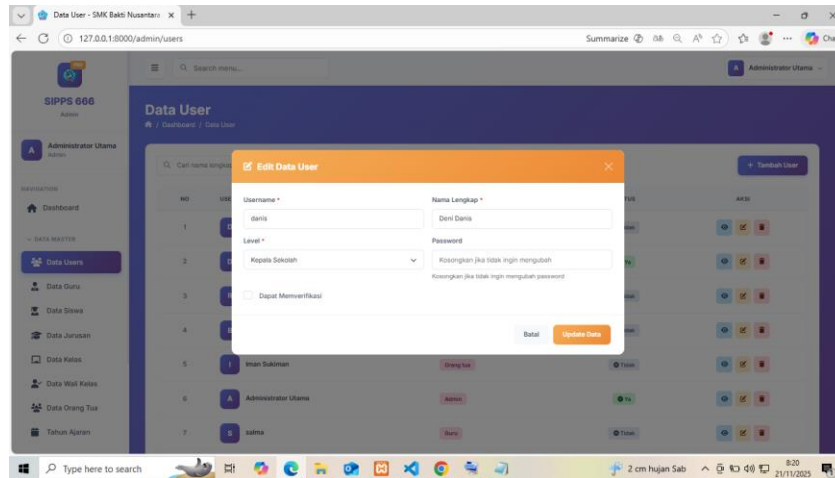 Data User - SMK Bakti Nusantara
127.0.0.1:8000/admin/users
Summarize
SIPPS 666
Admin
Search menu...
Administrator Utama
Data User
/ Dashboard / Data User
A
Administrator Utama
Admin
Cari nama lengkap
+ Tambah User
NAVIGATION
Dashboard
DATA MASTER
Data Users
Data Guru
Data Siswa
Data Jurusan
Data Kelas
Data Wali Kelas
Data Orang Tua
Tahun Ajaran
Edit Data User
Username *
Nama Lengkap *
danis
Deni Danis
Level *
Password
Kepala Sekolah
Kosongkan jika tidak ingin mengubah
Kosongkan jika tidak ingin mengubah password
Dapat Memverifikasi
Batal
Update Data
NO
AKSI
1
2
Ya
3
4
5 I Iman Sukiman Orang tua Tidak
6 A Administrator Utama Admin Ya
7 S salma Guru Tidak
Type here to search
2 cm hujan Sab
8:20
21/11/2025